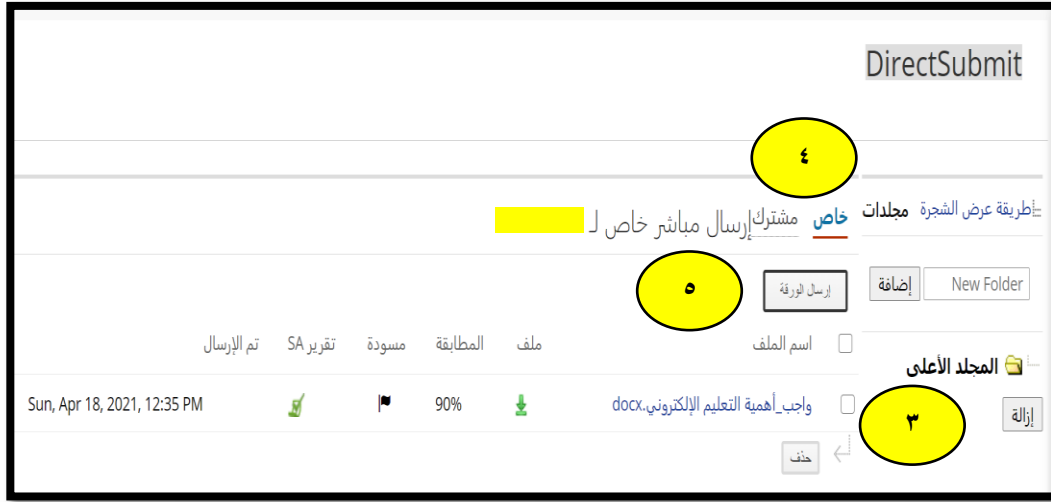 DirectSubmit
٤
طريقة عرض الشجرة مجلدات
خاص مشترك
إرسال مباشر خاص لـ
New Folder إضافة
إرسال الورقة
٥
اسم الملف ملف المطابقة مسودة تقرير SA تم الإرسال
المجلد الأعلى
واجب_أهمية التعليم الإلكتروني.docx 90% Sun, Apr 18, 2021, 12:35 PM
إزالة
٣
حذف